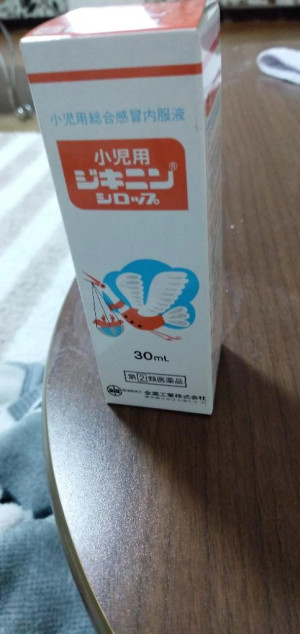 小児用総合感冒内服液
小児用
ジキニン®
シロップ
30mL
指②類医薬品
全薬工業株式会社